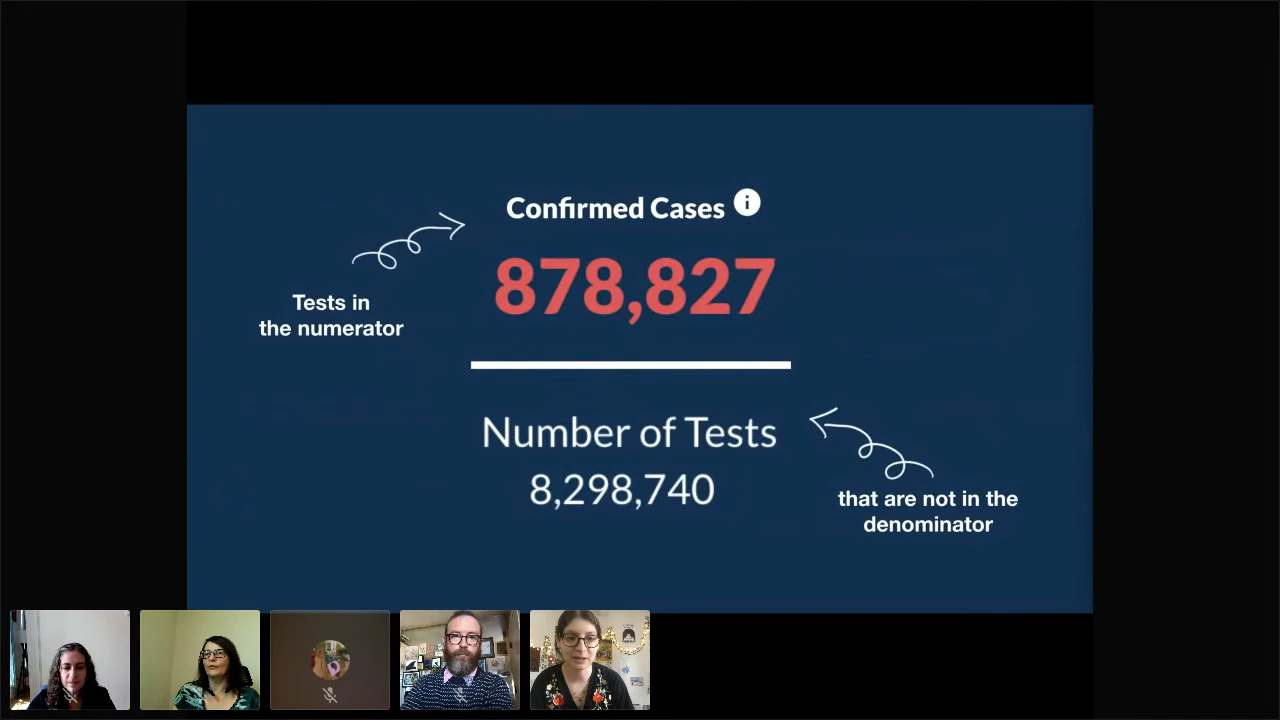 Confirmed Cases i
878,827
Tests in
the numerator
Number of Tests
8,298,740
that are not in the
denominator